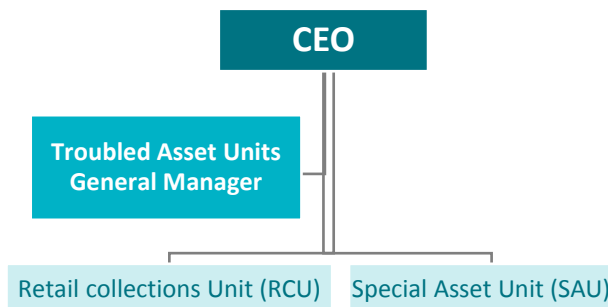 CEO
Troubled Asset Units
General Manager
Retail collections Unit (RCU)
Special Asset Unit (SAU)